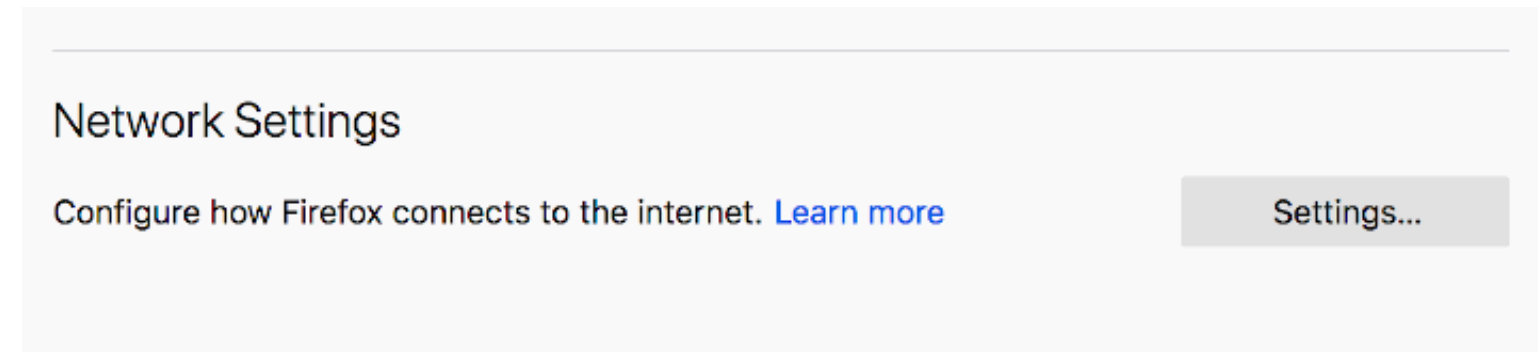 Network Settings
Configure how Firefox connects to the internet. Learn more
Settings...